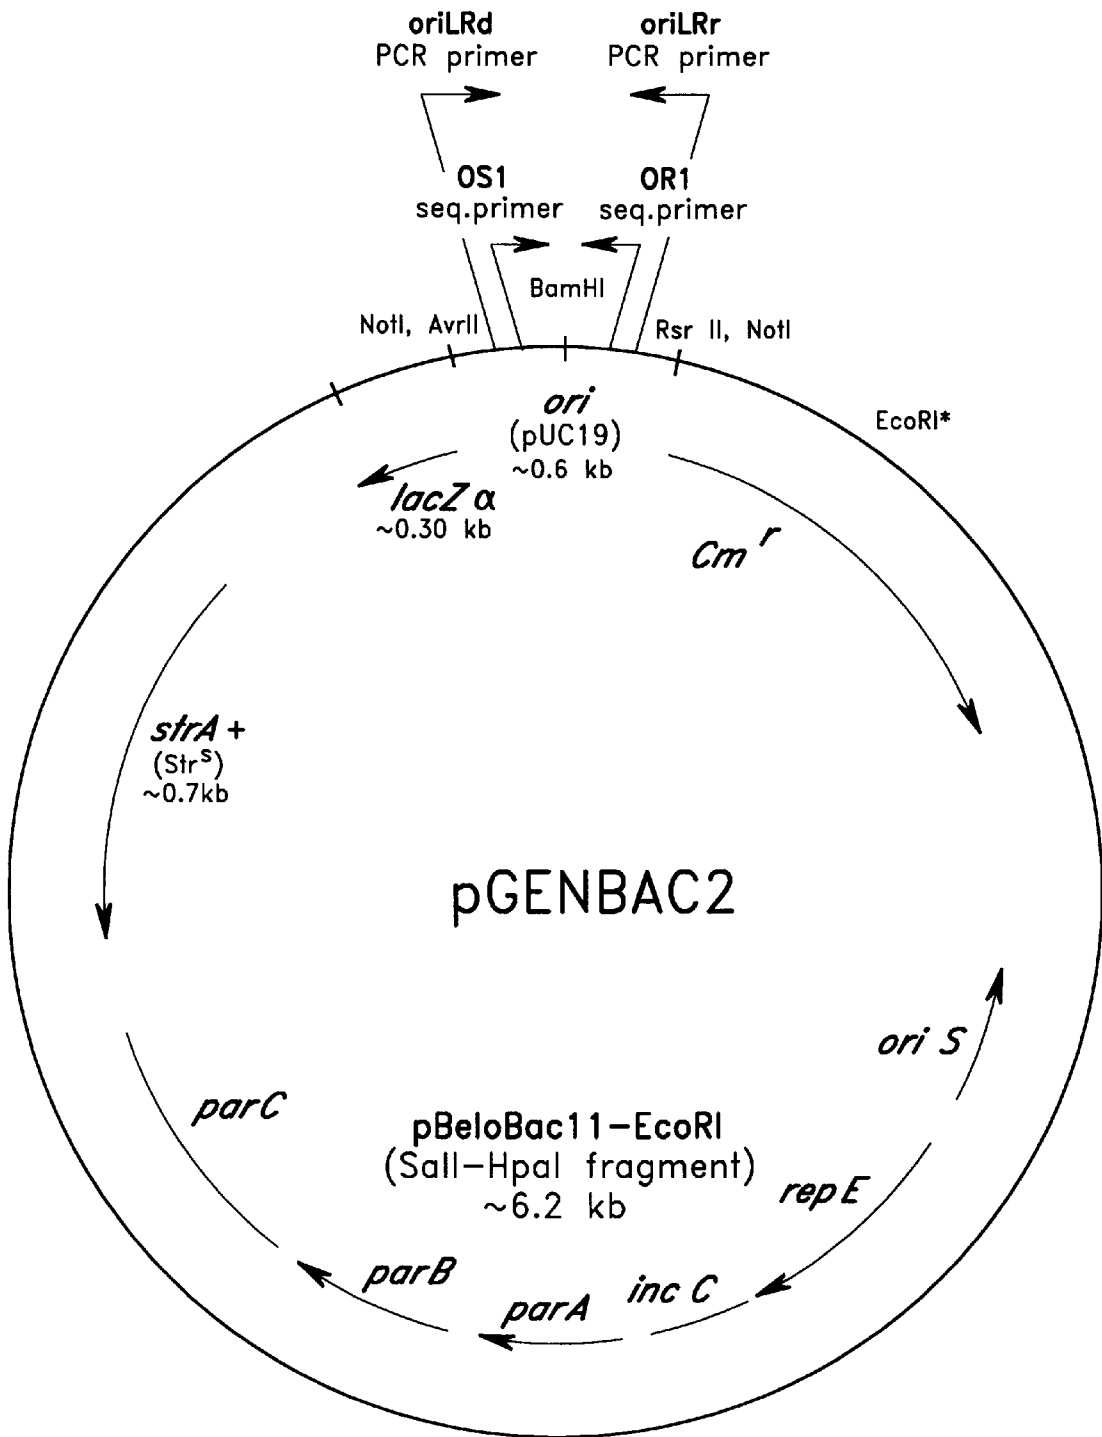 oriLRd
PCR primer
oriLRr
PCR primer
OS1
seq.primer
OR1
seq.primer
BamHI
NotI, AvrII
Rsr II, NotI
EcoRI*
ori
(pUC19)
~0.6 kb
lacZ α
~0.30 kb
Cm r
strA +
(Str s)
~0.7kb
pGENBAC2
ori S
parC
pBeloBac11-EcoRI
(SalI-HpaI fragment)
~6.2 kb
rep E
parB
inc C
parA